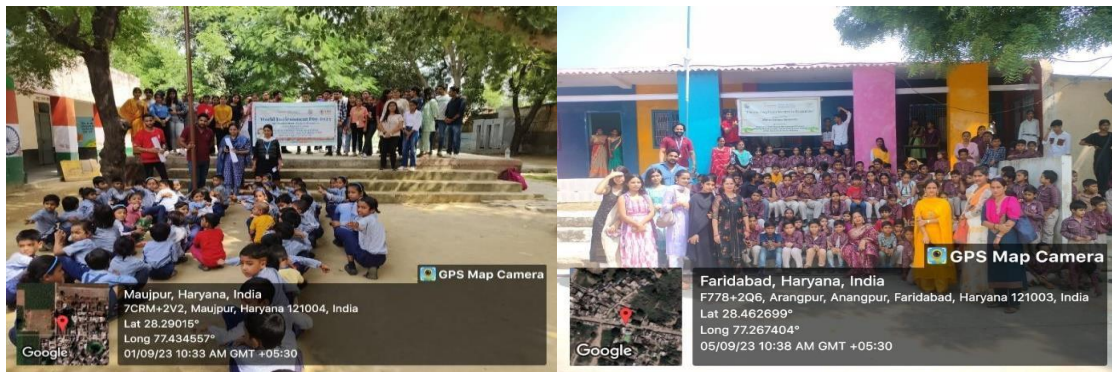 GPS Map Camera
Maujpur, Haryana, India
7CRM+2V2, Maujpur, Haryana 121004, India
Lat 28.29015°
Long 77.434557°
01/09/23 10:33 AM GMT +05:30
Google
GPS Map Camera
Faridabad, Haryana, India
F778+2Q6, Arangpur, Anangpur, Faridabad, Haryana 121003, India
Lat 28.462699°
Long 77.267404°
05/09/23 10:38 AM GMT +05:30
Google